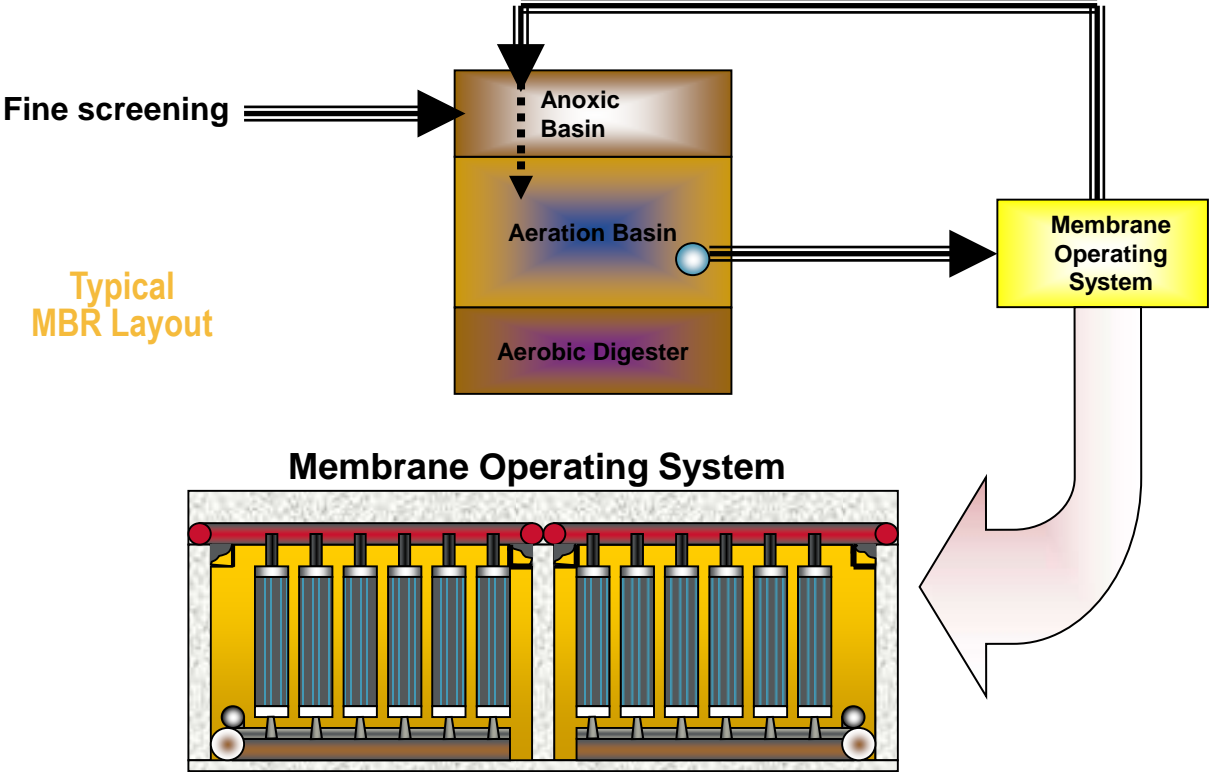 Fine screening
Anoxic
Basin
Aeration Basin
Membrane
Operating
System
Typical
MBR Layout
Aerobic Digester
Membrane Operating System